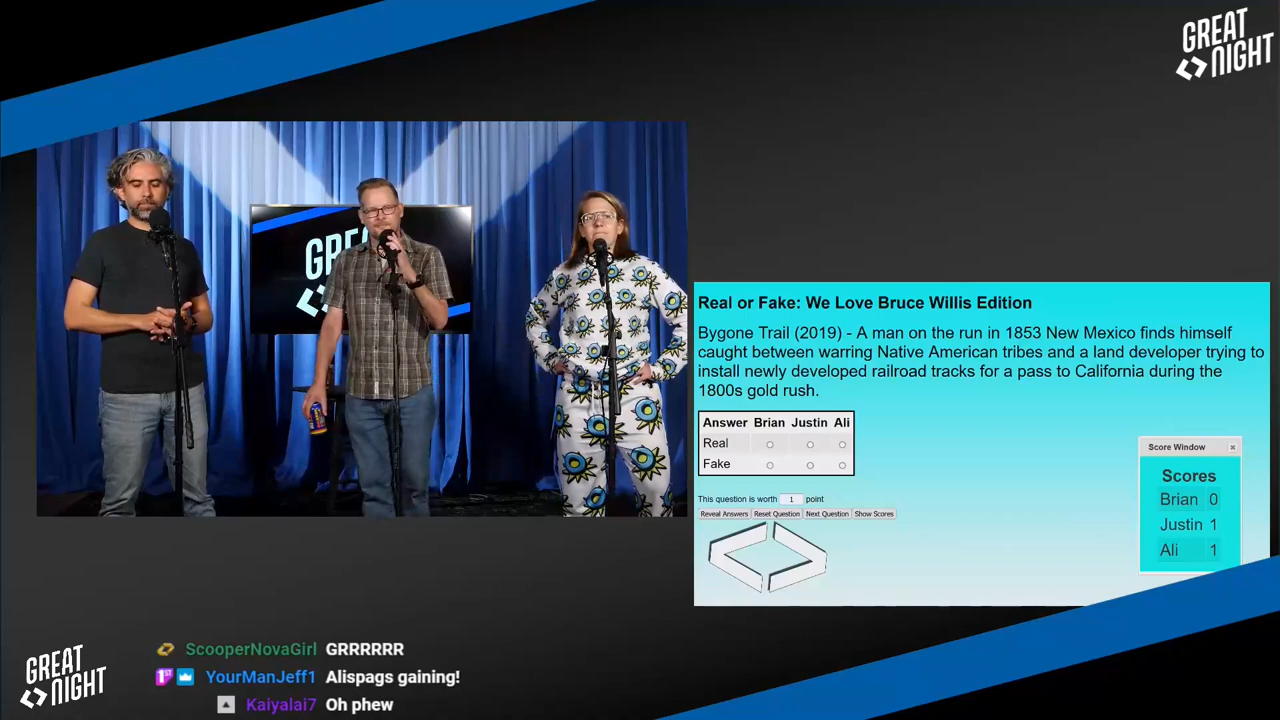 GREAT
NIGHT
GREA
Real or Fake: We Love Bruce Willis Edition
Bygone Trail (2019) - A man on the run in 1853 New Mexico finds himself
caught between warring Native American tribes and a land developer trying to
install newly developed railroad tracks for a pass to California during the
1800s gold rush.
Answer Brian Justin Ali
Real
Fake
This question is worth 1 point
Reveal Answers Reset Question Next Question Show Scores
Score Window ×
Scores
Brian 0
Justin 1
Ali 1
GREAT
NIGHT
ScooperNovaGirl GRRRRRR
1ST YourManJeff1 Alispags gaining!
Kaiyalai7 Oh phew